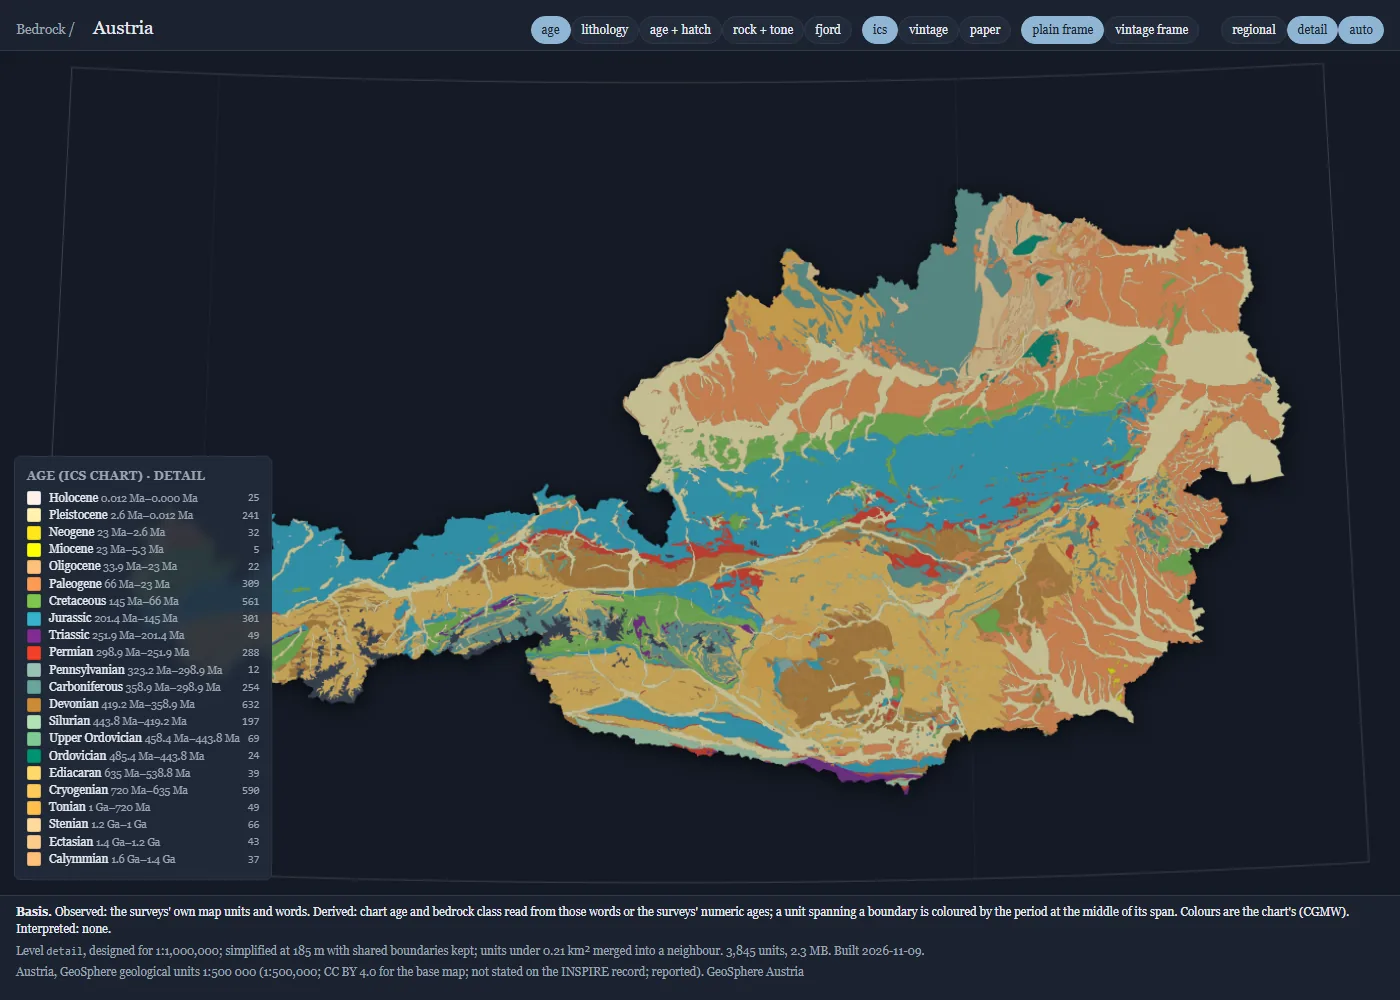 Bedrock / Austria
age lithology age + hatch rock + tone fjord ics vintage paper plain frame vintage frame regional detail auto
AGE (ICS CHART) · DETAIL
Holocene 0.012 Ma–0.000 Ma 25
Pleistocene 2.6 Ma–0.012 Ma 241
Neogene 23 Ma–2.6 Ma 32
Miocene 23 Ma–5.3 Ma 5
Oligocene 33.9 Ma–23 Ma 22
Paleogene 66 Ma–23 Ma 309
Cretaceous 145 Ma–66 Ma 561
Jurassic 201.4 Ma–145 Ma 301
Triassic 251.9 Ma–201.4 Ma 49
Permian 298.9 Ma–251.9 Ma 288
Pennsylvanian 323.2 Ma–298.9 Ma 12
Carboniferous 358.9 Ma–298.9 Ma 254
Devonian 419.2 Ma–358.9 Ma 632
Silurian 443.8 Ma–419.2 Ma 197
Upper Ordovician 458.4 Ma–443.8 Ma 69
Ordovician 485.4 Ma–443.8 Ma 24
Ediacaran 635 Ma–538.8 Ma 39
Cryogenian 720 Ma–635 Ma 590
Tonian 1 Ga–720 Ma 49
Stenian 1.2 Ga–1 Ga 66
Ectasian 1.4 Ga–1.2 Ga 43
Calymmian 1.6 Ga–1.4 Ga 37
Basis. Observed: the surveys' own map units and words. Derived: chart age and bedrock class read from those words or the surveys' numeric ages; a unit spanning a boundary is coloured by the period at the middle of its span. Colours are the chart's (CGMW).
Interpreted: none.
Level detail, designed for 1:1,000,000; simplified at 185 m with shared boundaries kept; units under 0.21 km² merged into a neighbour. 3,845 units, 2.3 MB. Built 2026-11-09.
Austria, GeoSphere geological units 1:500 000 (1:500,000; CC BY 4.0 for the base map; not stated on the INSPIRE record; reported). GeoSphere Austria